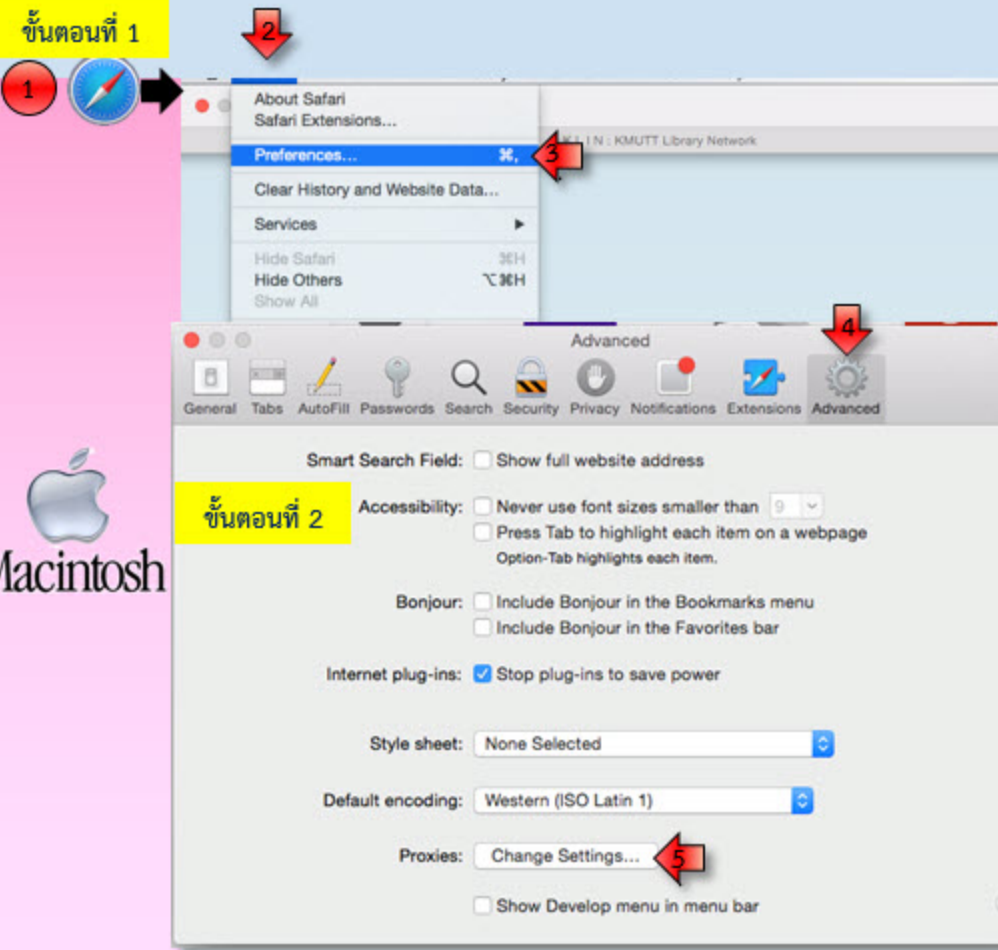 ขั้นตอนที่ 1
2
1
About Safari
Safari Extensions...
K L I N : KMUTT Library Network
Preferences... ⌘,
3
Clear History and Website Data...
Services ▶
Hide Safari ⌘H
Hide Others ⌥⌘H
Show All
4
Advanced
General Tabs AutoFill Passwords Search Security Privacy Notifications Extensions Advanced
Smart Search Field: Show full website address
ขั้นตอนที่ 2
Accessibility: Never use font sizes smaller than 9
Press Tab to highlight each item on a webpage
Option-Tab highlights each item.
Macintosh
Bonjour: Include Bonjour in the Bookmarks menu
Include Bonjour in the Favorites bar
Internet plug-ins: Stop plug-ins to save power
Style sheet: None Selected
Default encoding: Western (ISO Latin 1)
Proxies: Change Settings...
5
Show Develop menu in menu bar